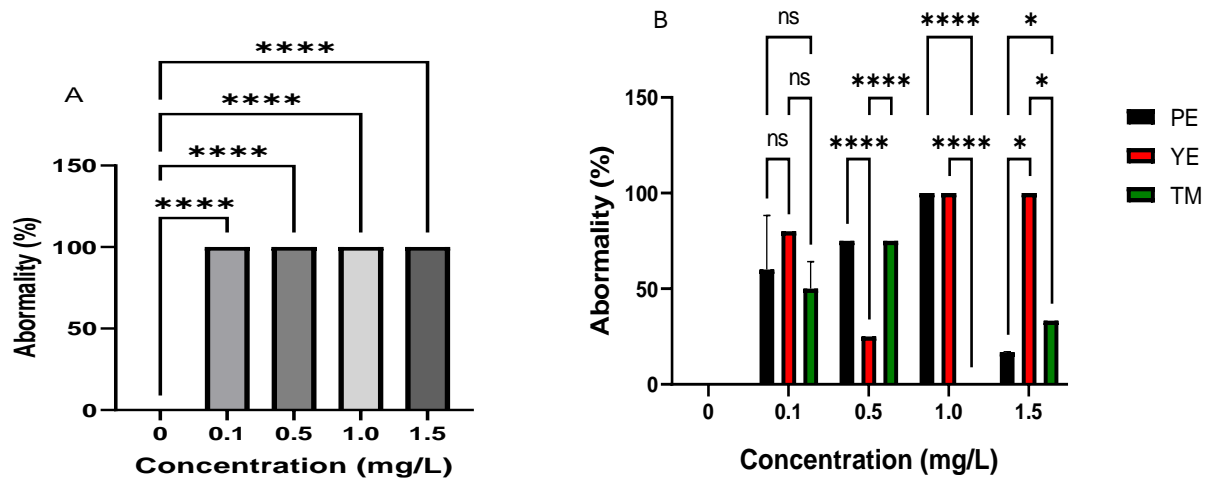 A
****
****
****
****
150
100
50
0
Abormality (%)
0 0.1 0.5 1.0 1.5
Concentration (mg/L)
B
ns
****
*
ns
****
*
ns
****
****
*
150
100
50
0
Abormality (%)
0 0.1 0.5 1.0 1.5
Concentration (mg/L)
PE
YE
TM